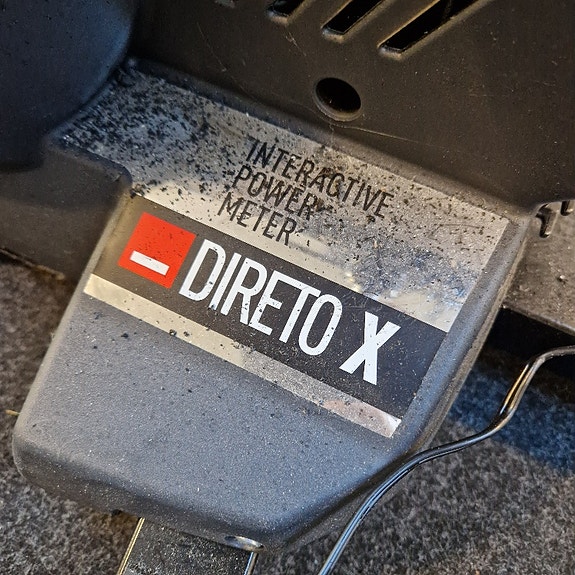 INTERACTIVE
POWER
METER
DIRETO X